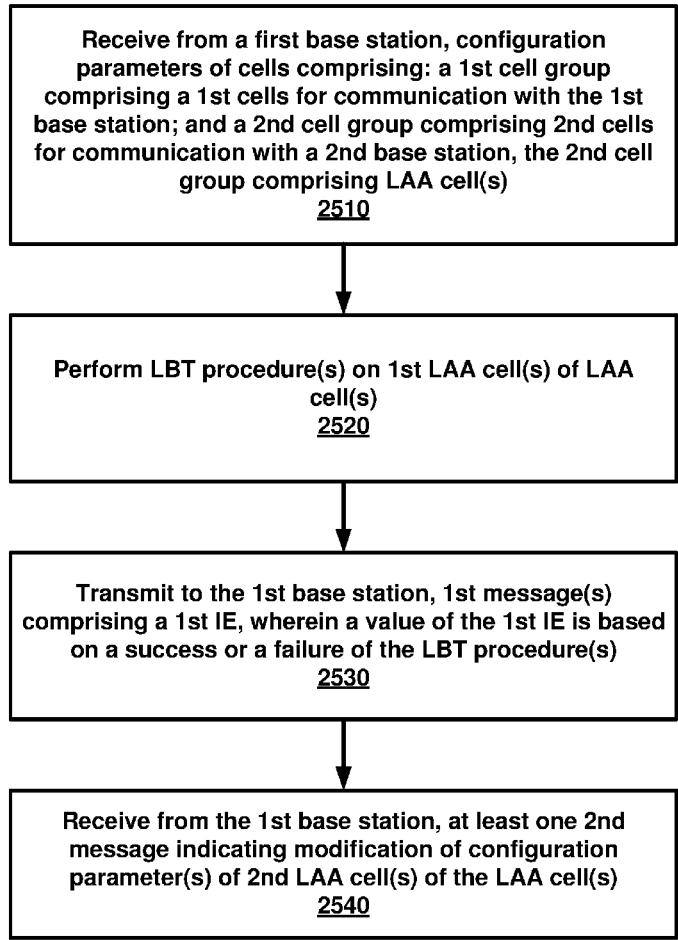 Receive from a first base station, configuration
parameters of cells comprising: a 1st cell group
comprising a 1st cells for communication with the 1st
base station; and a 2nd cell group comprising 2nd cells
for communication with a 2nd base station, the 2nd cell
group comprising LAA cell(s)
2510
Perform LBT procedure(s) on 1st LAA cell(s) of LAA
cell(s)
2520
Transmit to the 1st base station, 1st message(s)
comprising a 1st IE, wherein a value of the 1st IE is based
on a success or a failure of the LBT procedure(s)
2530
Receive from the 1st base station, at least one 2nd
message indicating modification of configuration
parameter(s) of 2nd LAA cell(s) of the LAA cell(s)
2540